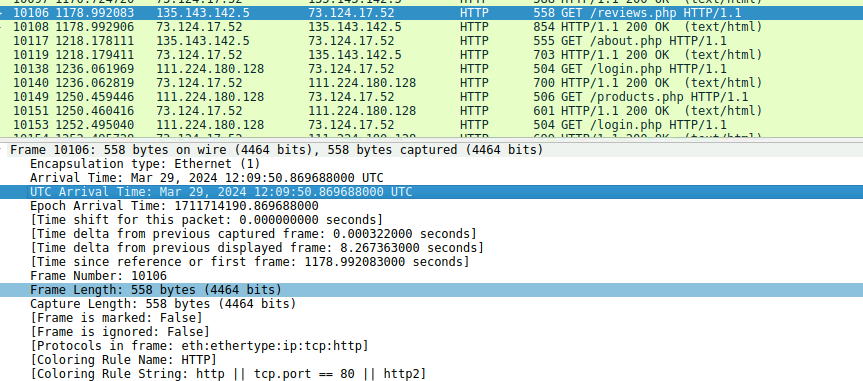 10106 1178.992083 135.143.142.5 73.124.17.52 HTTP 558 GET /reviews.php HTTP/1.1
10108 1178.992906 73.124.17.52 135.143.142.5 HTTP 854 HTTP/1.1 200 OK (text/html)
10117 1218.178111 135.143.142.5 73.124.17.52 HTTP 555 GET /about.php HTTP/1.1
10119 1218.179411 73.124.17.52 135.143.142.5 HTTP 703 HTTP/1.1 200 OK (text/html)
10138 1236.061969 111.224.180.128 73.124.17.52 HTTP 504 GET /login.php HTTP/1.1
10140 1236.062819 73.124.17.52 111.224.180.128 HTTP 700 HTTP/1.1 200 OK (text/html)
10149 1250.459446 111.224.180.128 73.124.17.52 HTTP 506 GET /products.php HTTP/1.1
10151 1250.460416 73.124.17.52 111.224.180.128 HTTP 601 HTTP/1.1 200 OK (text/html)
10153 1252.495040 111.224.180.128 73.124.17.52 HTTP 504 GET /login.php HTTP/1.1
Frame 10106: 558 bytes on wire (4464 bits), 558 bytes captured (4464 bits)
Encapsulation type: Ethernet (1)
Arrival Time: Mar 29, 2024 12:09:50.869688000 UTC
UTC Arrival Time: Mar 29, 2024 12:09:50.869688000 UTC
Epoch Arrival Time: 1711714190.869688000
[Time shift for this packet: 0.000000000 seconds]
[Time delta from previous captured frame: 0.000322000 seconds]
[Time delta from previous displayed frame: 8.267363000 seconds]
[Time since reference or first frame: 1178.992083000 seconds]
Frame Number: 10106
Frame Length: 558 bytes (4464 bits)
Capture Length: 558 bytes (4464 bits)
[Frame is marked: False]
[Frame is ignored: False]
[Protocols in frame: eth:ethertype:ip:tcp:http]
[Coloring Rule Name: HTTP]
[Coloring Rule String: http || tcp.port == 80 || http2]